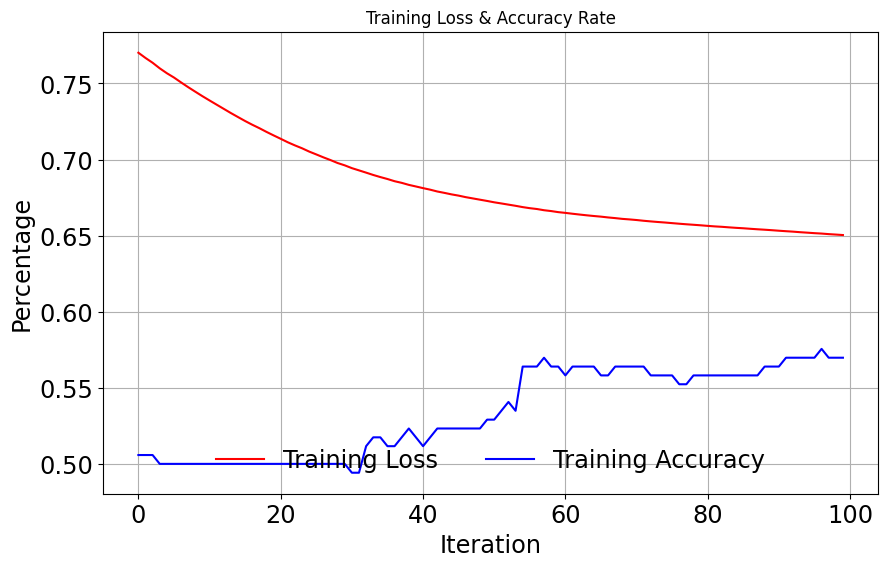 Training Loss & Accuracy Rate
0.75
0.70
0.65
0.60
0.55
0.50
Percentage
Training Loss
Training Accuracy
0 20 40 60 80 100
Iteration